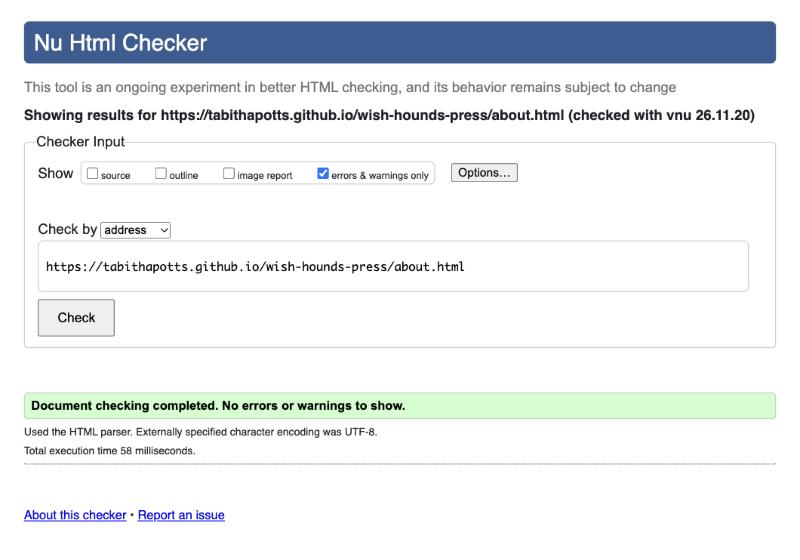 Nu Html Checker
This tool is an ongoing experiment in better HTML checking, and its behavior remains subject to change
Showing results for https://tabithapotts.github.io/wish-hounds-press/about.html (checked with vnu 26.11.20)
Checker Input
Show source outline image report errors & warnings only Options...
Check by address
https://tabithapotts.github.io/wish-hounds-press/about.html
Check
Document checking completed. No errors or warnings to show.
Used the HTML parser. Externally specified character encoding was UTF-8.
Total execution time 58 milliseconds.
About this checker • Report an issue